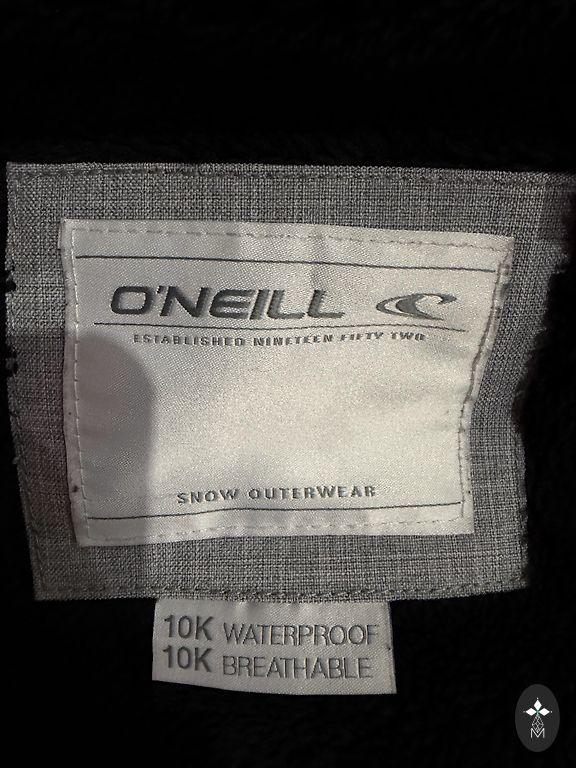 O'NEILL
ESTABLISHED NINETEEN FIFTY TWO
SNOW OUTERWEAR
10K WATERPROOF
10K BREATHABLE